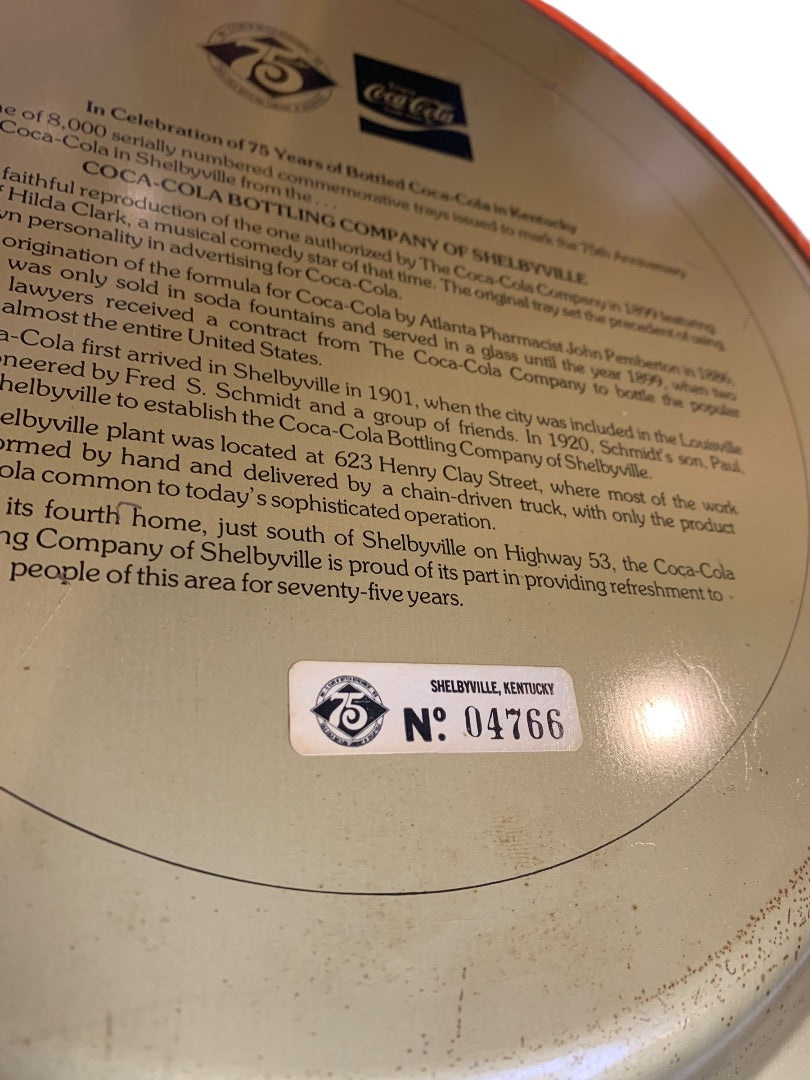 75
Coca-Cola
In Celebration of 75 Years of Bottled Coca-Cola in Kentucky
e of 8,000 serially numbered commemorative trays issued to mark the 75th Anniversary
Coca-Cola in Shelbyville from the . . .
COCA-COLA BOTTLING COMPANY OF SHELBYVILLE
faithful reproduction of the one authorized by The Coca-Cola Company in 1899 featuring
Hilda Clark, a musical comedy star of that time. The original tray set the precedent of using
wn personality in advertising for Coca-Cola.
origination of the formula for Coca-Cola by Atlanta Pharmacist John Pemberton in 1886,
was only sold in soda fountains and served in a glass until the year 1899, when two
lawyers received a contract from The Coca-Cola Company to bottle the popular
almost the entire United States.
a-Cola first arrived in Shelbyville in 1901, when the city was included in the Louisville
oneered by Fred S. Schmidt and a group of friends. In 1920, Schmidt's son, Paul,
helbyville to establish the Coca-Cola Bottling Company of Shelbyville.
elbyville plant was located at 623 Henry Clay Street, where most of the work
ormed by hand and delivered by a chain-driven truck, with only the product
ola common to today's sophisticated operation.
its fourth home, just south of Shelbyville on Highway 53, the Coca-Cola
ng Company of Shelbyville is proud of its part in providing refreshment to
people of this area for seventy-five years.
75
SHELBYVILLE, KENTUCKY
Nº. 04766